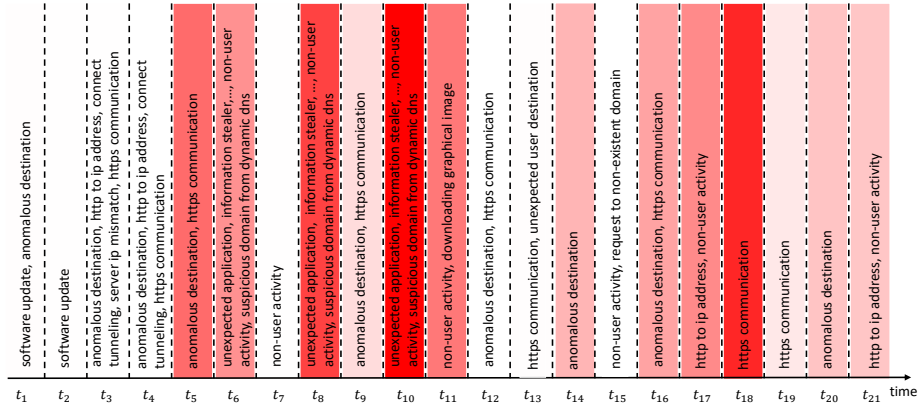 software update, anomalous destination
software update
anomalous destination, http to ip address, connect
tunneling, server ip mismatch, https communication
anomalous destination, http to ip address, connect
tunneling, https communication
anomalous destination, https communication
unexpected application, information stealer,..., non-user
activity, suspicious domain from dynamic dns
non-user activity
unexpected application, information stealer, ..., non-user
activity, suspicious domain from dynamic dns
anomalous destination, https communication
unexpected application, information stealer..., non-user
activity, suspicious domain from dynamic dns
non-user activity, downloading graphical image
anomalous destination, https communication
https communication, unexpected user destination
anomalous destination
non-user activity, request to non-existent domain
anomalous destination, https communication
http to ip address, non-user activity
https communication
https communication
anomalous destination
http to ip address, non-user activity
t1 t2 t3 t4 t5 t6 t7 t8 t9 t10 t11 t12 t13 t14 t15 t16 t17 t18 t19 t20 t21 time